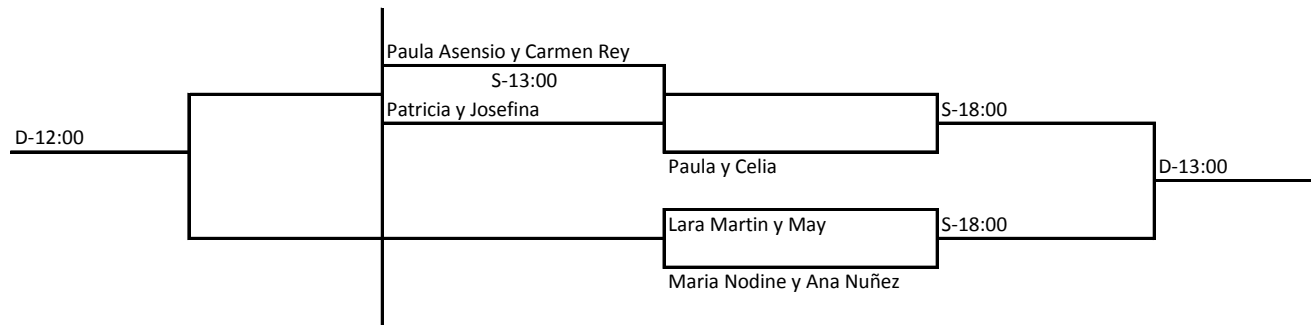 Paula Asensio y Carmen Rey
S-13:00
Patricia y Josefina
S-18:00
D-12:00
Paula y Celia
D-13:00
Lara Martin y May
S-18:00
Maria Nodine y Ana Nuñez